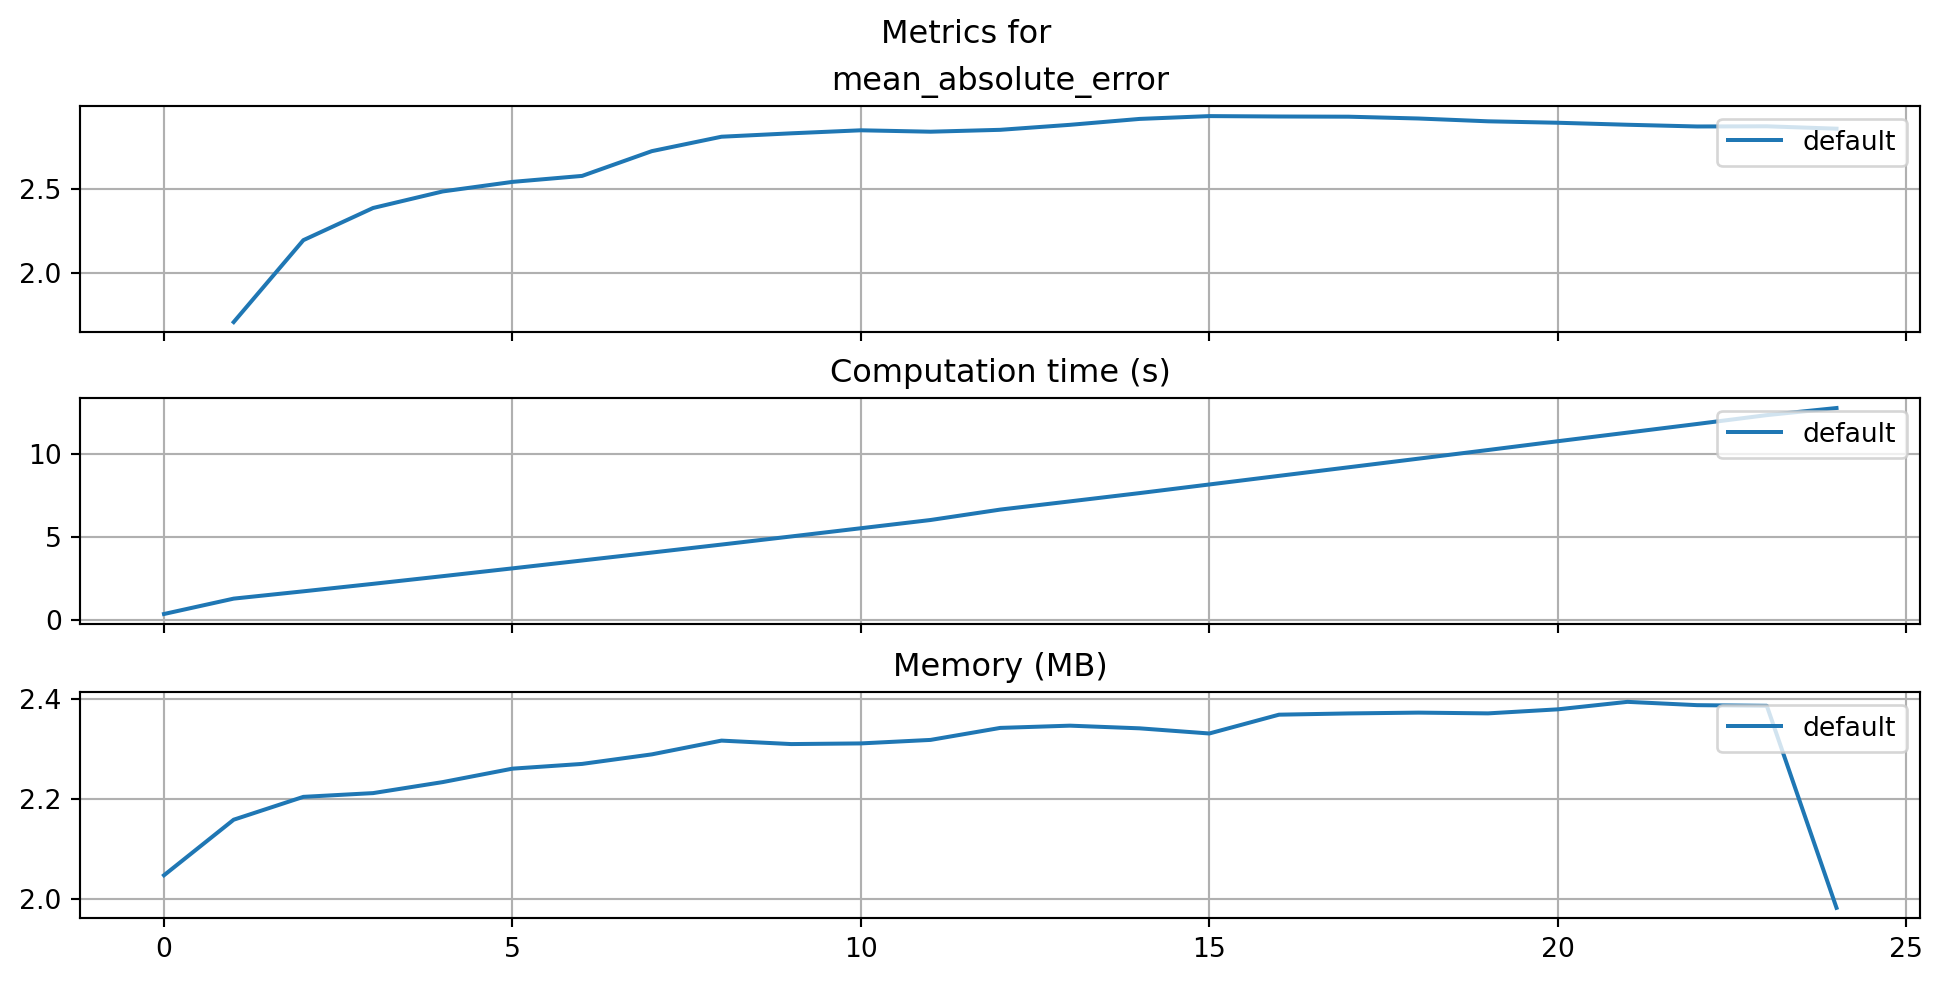 Metrics for
mean_absolute_error
2.5
2.0
default
Computation time (s)
10
5
0
default
Memory (MB)
2.4
2.2
2.0
default
0 5 10 15 20 25